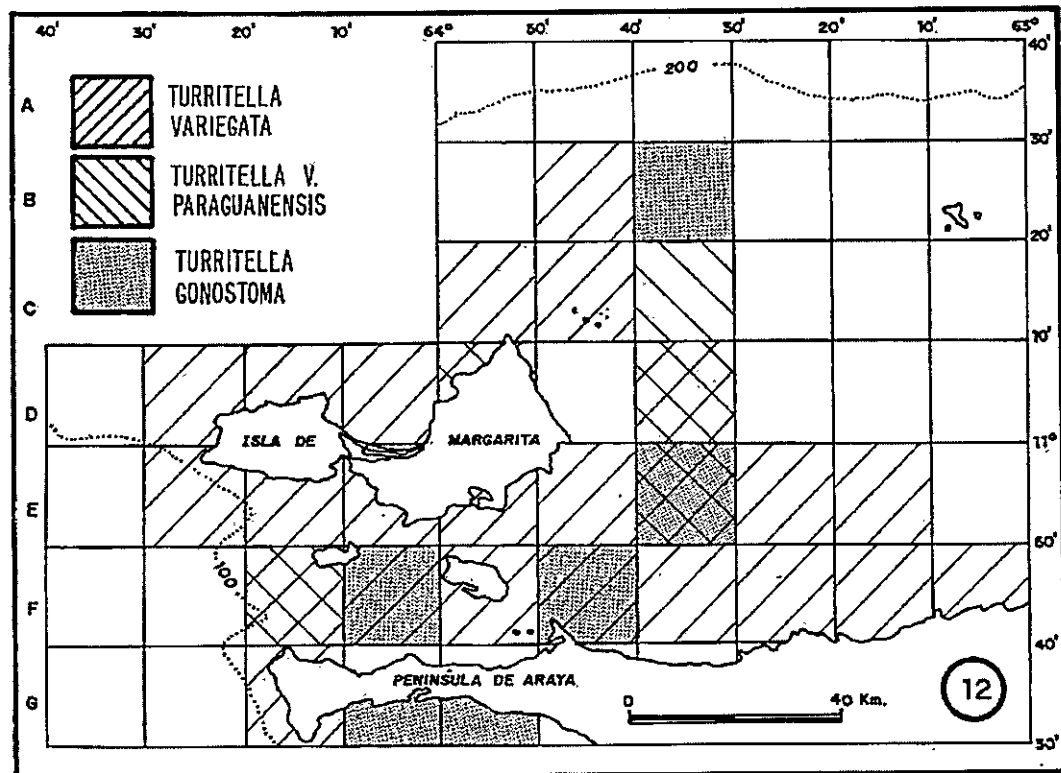 40' 30' 20' 10' 64° 50' 40' 30' 20' 10' 63°
40'
A
TURRITELLA
VARIEGATA
200
30'
B
TURRITELLA V.
PARAGUANENSIS
20'
C
TURRITELLA
GONOSTOMA
10'
D
ISLA DE MARGARITA
11°
E
50'
100
F
40'
PENINSULA DE ARAYA
G
0 40 Km.
12
30'